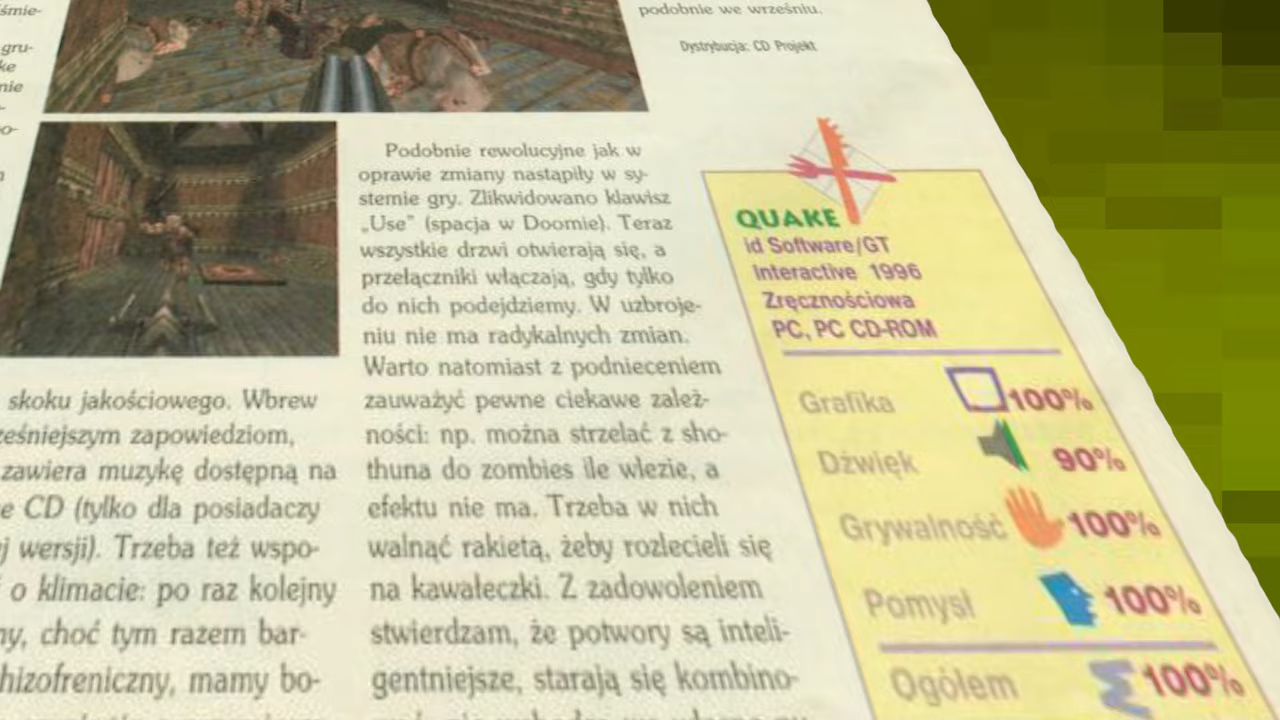 podobnie we wrześniu.
Dystrybucja: CD Projekt
skoku jakościowego. Wbrew
zapowiedziom,
zawiera muzykę dostępną na
CD (tylko dla posiadaczy
wersji). Trzeba też wspo-
o klimacie: po raz kolejny
choć tym razem bar-
mamy bo-
Podobnie rewolucyjne jak w
oprawie zmiany nastąpiły w sy-
stemie gry. Zlikwidowano klawisz
„Use" (spacja w Doomie). Teraz
wszystkie drzwi otwierają się, a
przełączniki włączają, gdy tylko
do nich podejdziemy. W uzbroje-
niu nie ma radykalnych zmian.
Warto natomiast z podnieceniem
zauważyć pewne ciekawe zależ-
ności: np. można strzelać z sho-
thuna do zombies ile wlezie, a
efektu nie ma. Trzeba w nich
walnąć rakietą, żeby rozlecieli się
na kawałeczki. Z zadowoleniem
stwierdzam, że potwory są inteli-
gentniejsze, starają się kombino-
QUAKE
id Software/GT
Interactive 1996
Zręcznościowa
PC, PC CD-ROM
Grafika 100%
Dźwięk 90%
Grywalność 100%
Pomysł 100%
Ogółem 100%